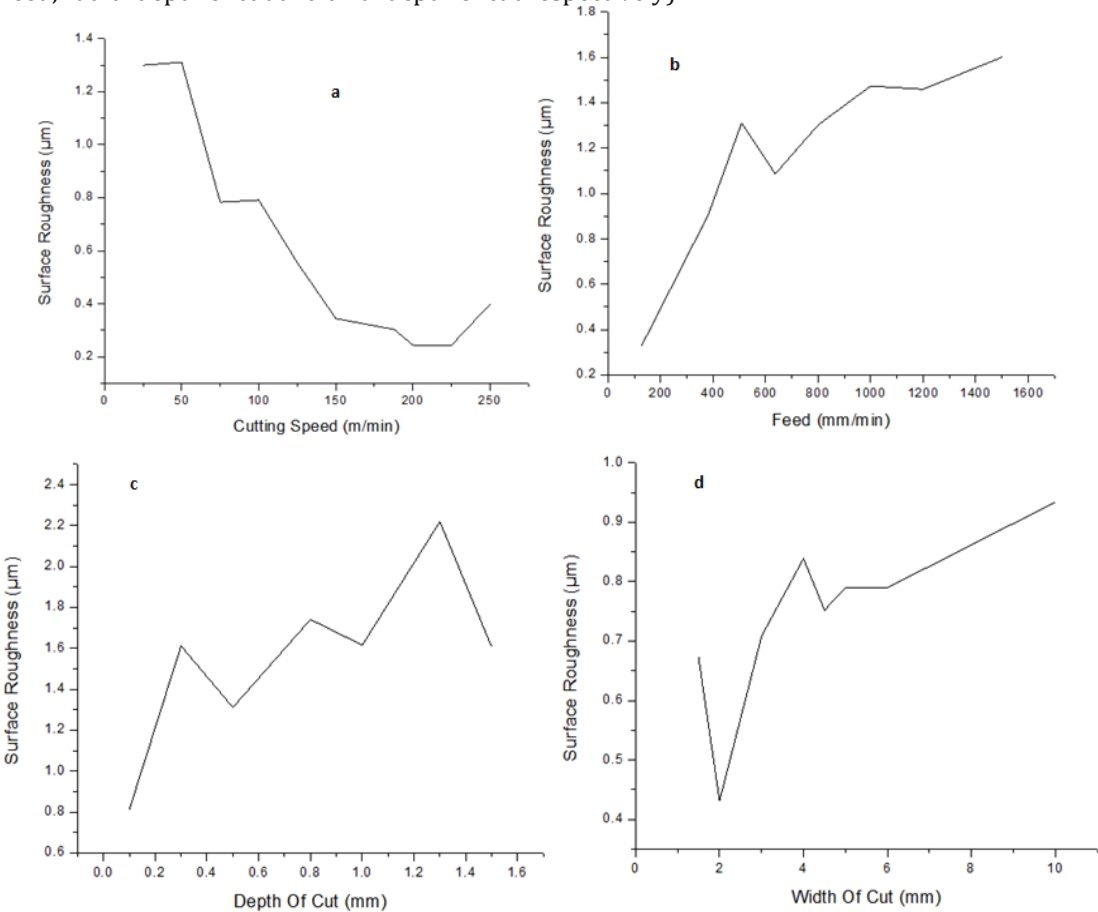 a
1.4
1.2
1.0
0.8
0.6
0.4
0.2
0 50 100 150 200 250
Surface Roughness (µm)
Cutting Speed (m/min)
b
1.8
1.6
1.4
1.2
1.0
0.8
0.6
0.4
0.2
0 200 400 600 800 1000 1200 1400 1600
Surface Roughness (µm)
Feed (mm/min)
c
2.4
2.2
2.0
1.8
1.6
1.4
1.2
1.0
0.8
0.6
0.0 0.2 0.4 0.6 0.8 1.0 1.2 1.4 1.6
Surface Roughness (µm)
Depth Of Cut (mm)
d
1.0
0.9
0.8
0.7
0.6
0.5
0.4
0 2 4 6 8 10
Surface Roughness (µm)
Width Of Cut (mm)